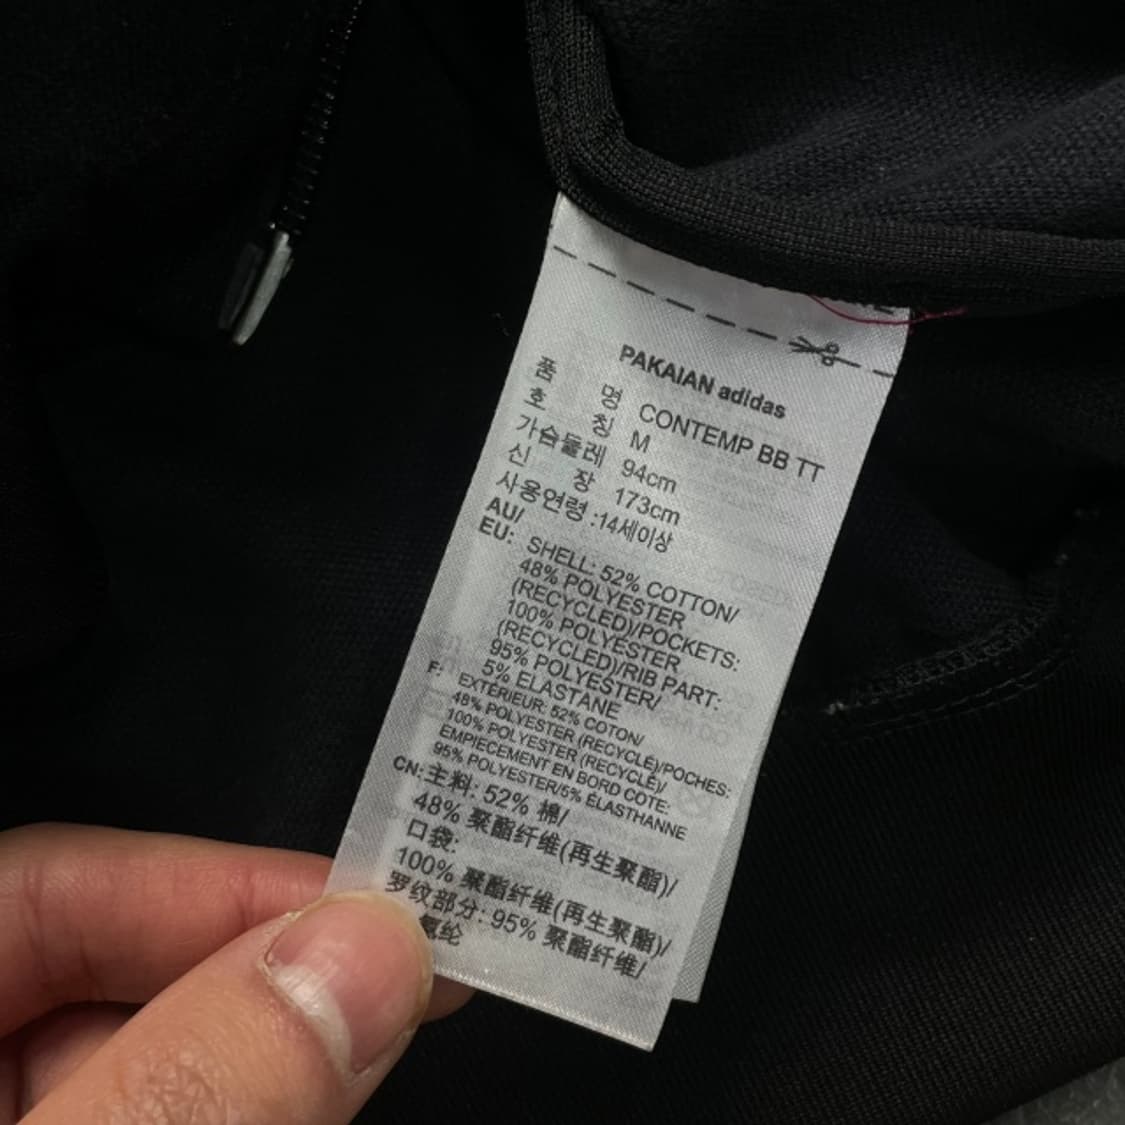 PAKAIAN adidas
품 명 CONTEMP BB TT
호 칭 M
가슴둘레 94cm
신 장 173cm
사용연령 :14세이상
AU/
EU: SHELL: 52% COTTON/
48% POLYESTER
(RECYCLED)/POCKETS:
100% POLYESTER
(RECYCLED)/RIB PART:
95% POLYESTER/
5% ELASTANE
F: EXTÉRIEUR: 52% COTON/
48% POLYESTER (RECYCLÉ)/POCHES:
100% POLYESTER (RECYCLÉ)/
EMPIECEMENT EN BORD COTE:
95% POLYESTER/5% ÉLASTHANNE
CN: 主料: 52% 棉/
48% 聚酯纤维(再生聚酯)/
口袋:
100% 聚酯纤维(再生聚酯)/
罗纹部分: 95% 聚酯纤维/
氨纶